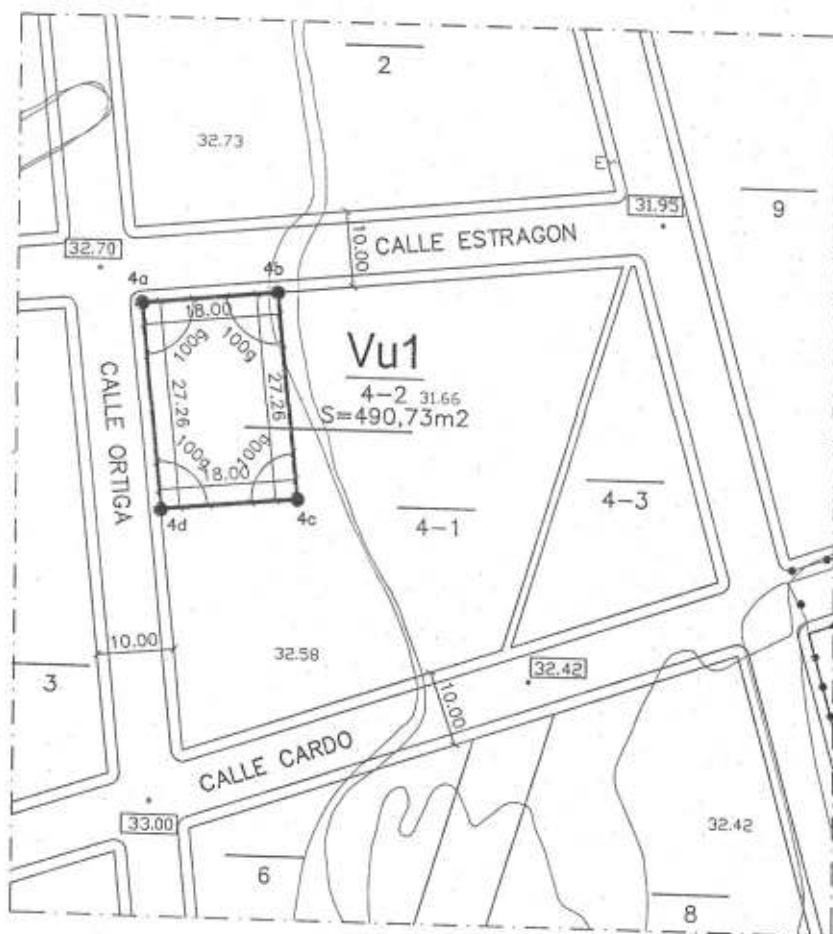 2
32.73
E
9
31.95
10.00
CALLE ESTRAGON
32.70
4a
4b
18.00
100g
100g
Vu1
4-2 31.66
S=490,73m2
27.26
27.26
CALLE ORTIGA
100g
100g
18.00
4d
4c
4-1
4-3
10.00
32.58
3
32.42
10.00
CALLE CARDO
33.00
32.42
6
8